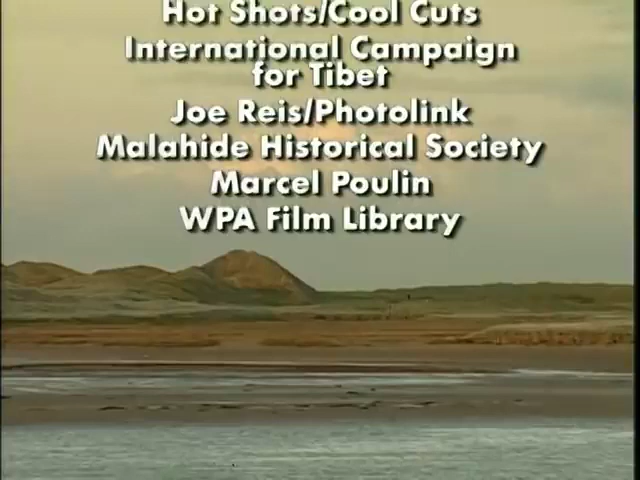 Hot Shots/Cool Cuts
International Campaign
for Tibet
Joe Reis/Photolink
Malahide Historical Society
Marcel Poulin
WPA Film Library